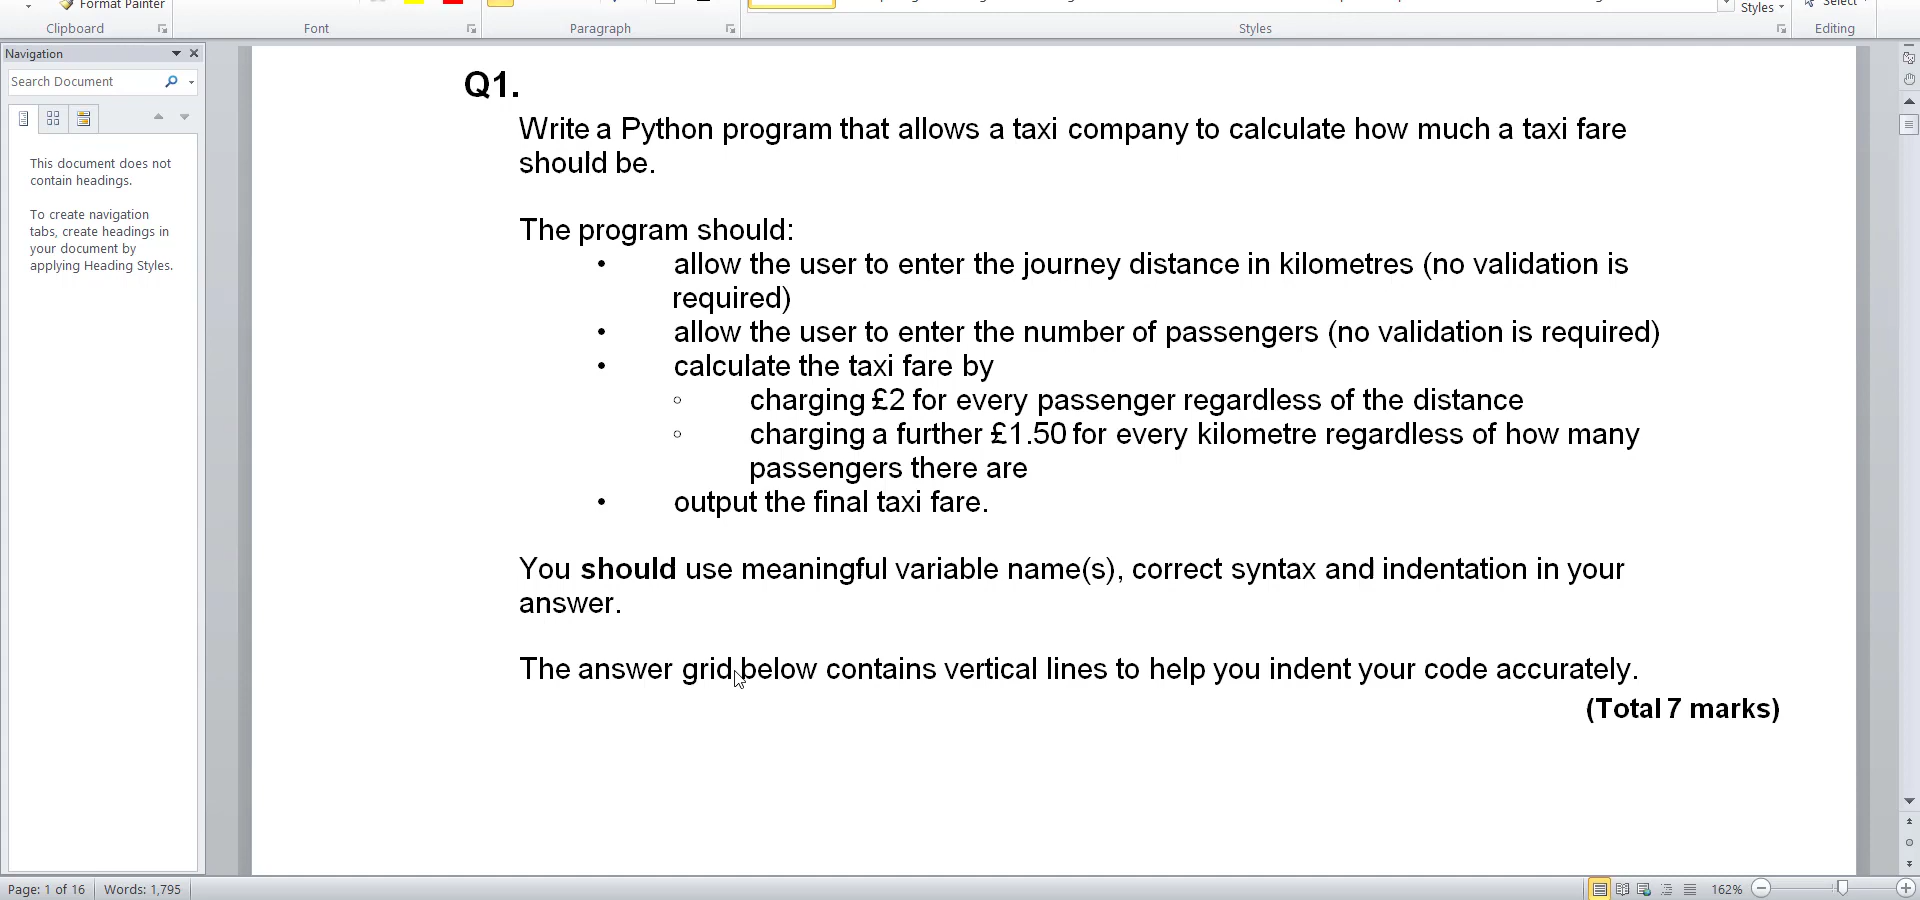 Format Painter
Styles
Select
Clipboard
Font
Paragraph
Styles
Editing
Navigation
Search Document
This document does not
contain headings.
To create navigation
tabs, create headings in
your document by
applying Heading Styles.
Q1.
Write a Python program that allows a taxi company to calculate how much a taxi fare
should be.
The program should:
• allow the user to enter the journey distance in kilometres (no validation is
required)
• allow the user to enter the number of passengers (no validation is required)
• calculate the taxi fare by
○ charging £2 for every passenger regardless of the distance
○ charging a further £1.50 for every kilometre regardless of how many
passengers there are
• output the final taxi fare.
You should use meaningful variable name(s), correct syntax and indentation in your
answer.
The answer grid below contains vertical lines to help you indent your code accurately.
(Total 7 marks)
Page: 1 of 16
Words: 1,795
162%